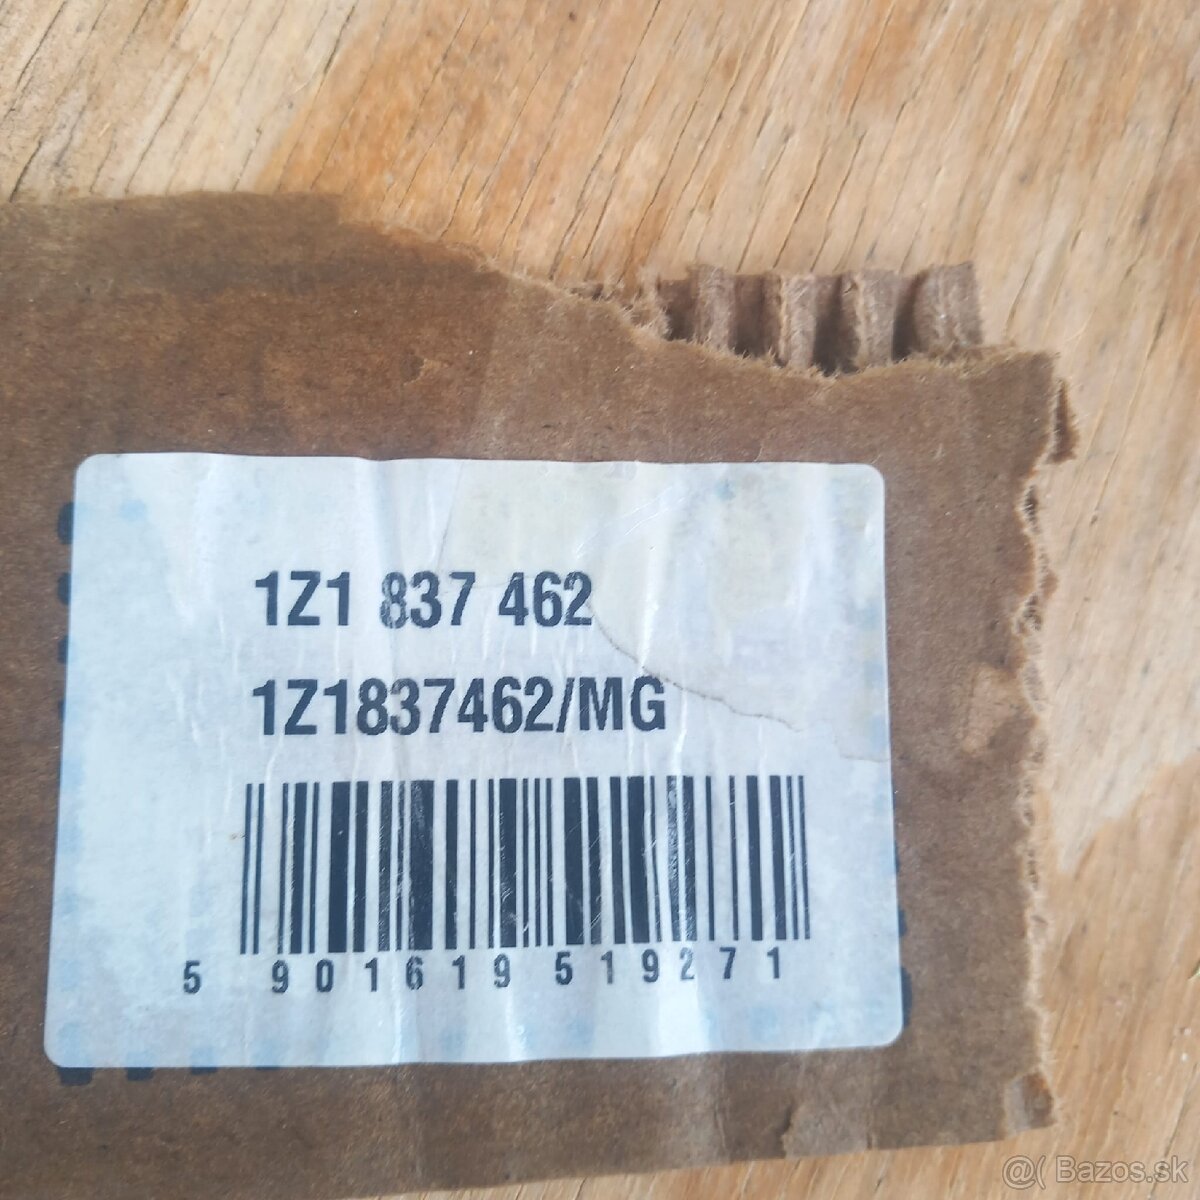 1Z1 837 462
1Z1837462/MG
5 901619 519271
@( Bazos.sk